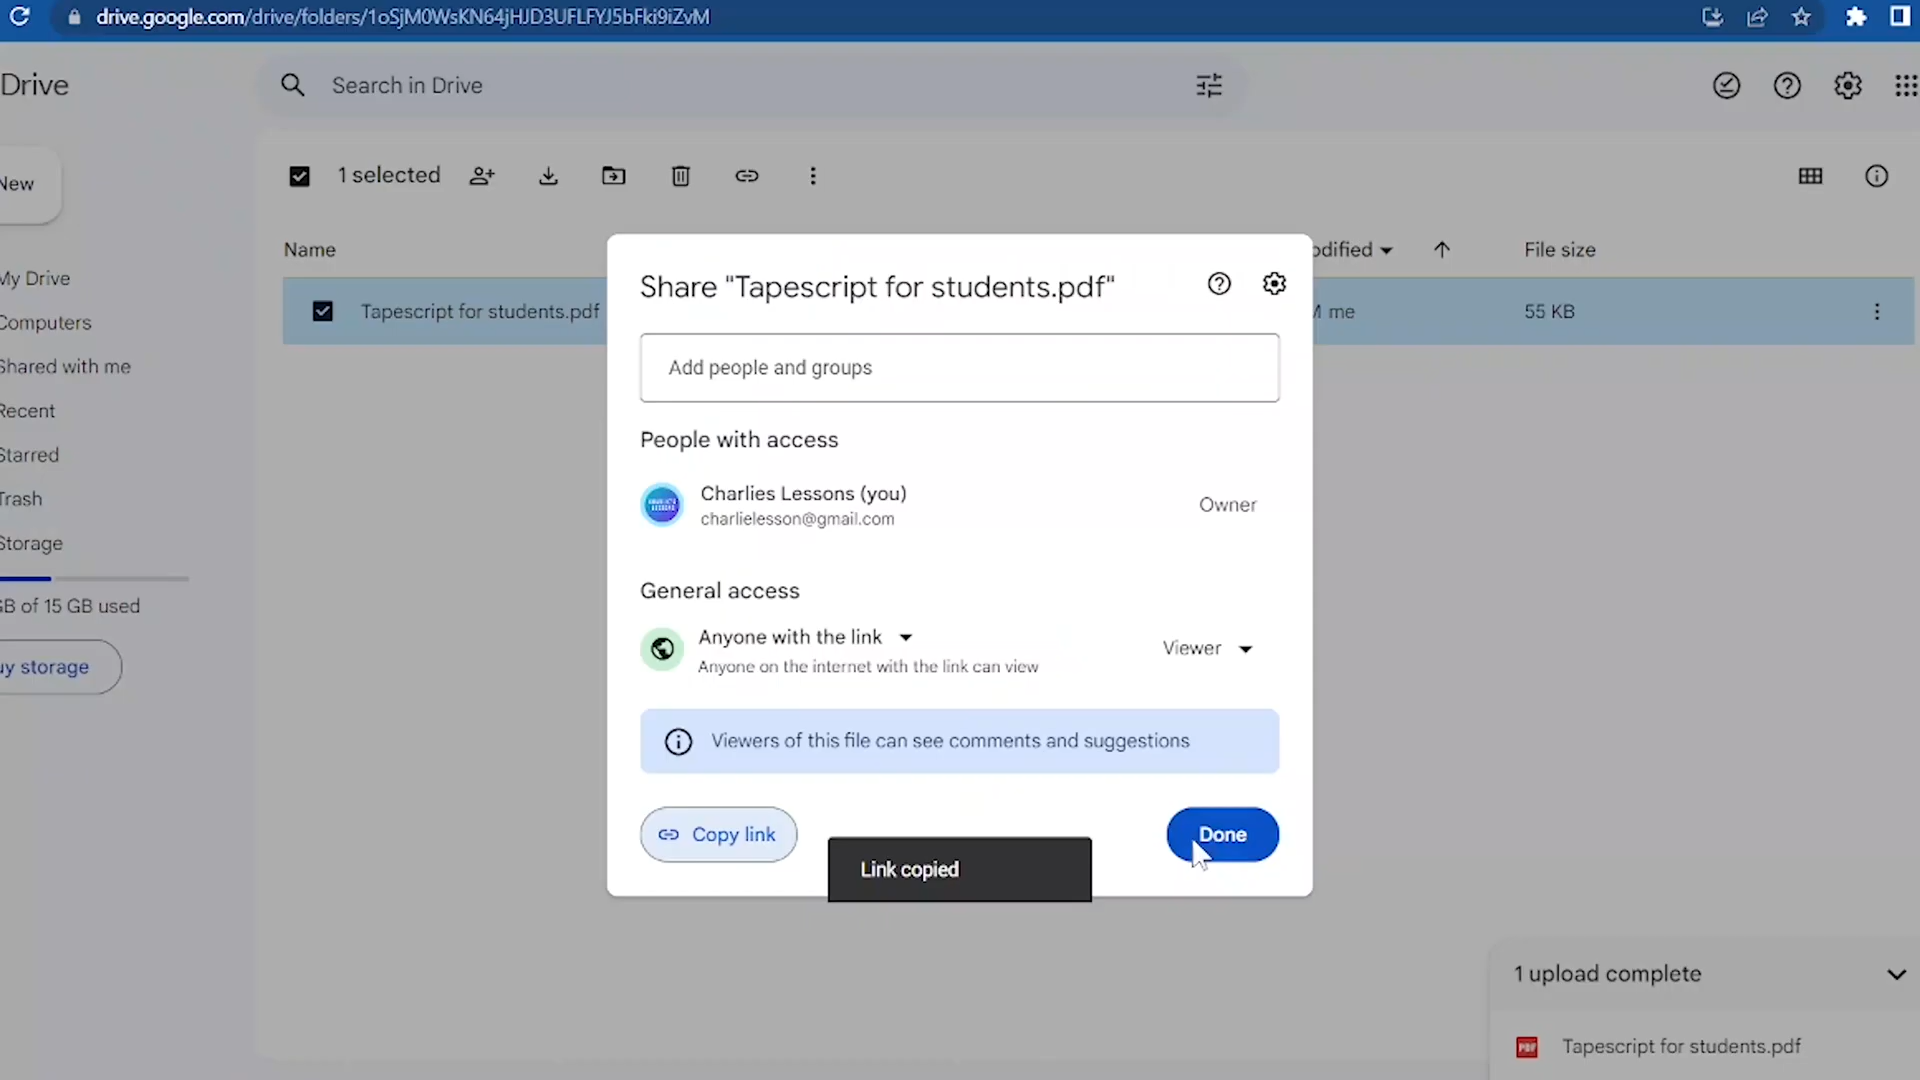 drive.google.com/drive/folders/1oSjM0WsKN64jHJD3UFLFYJ5bFki9iZvM
Drive
Search in Drive
New
1 selected
Name
odified
File size
Tapescript for students.pdf
M me
55 KB
My Drive
Computers
Shared with me
Recent
Starred
Trash
Storage
GB of 15 GB used
uy storage
Share "Tapescript for students.pdf"
Add people and groups
People with access
Charlies Lessons (you)
charlielesson@gmail.com
Owner
General access
Anyone with the link
Anyone on the internet with the link can view
Viewer
Viewers of this file can see comments and suggestions
Copy link
Done
Link copied
1 upload complete
PDF
Tapescript for students.pdf